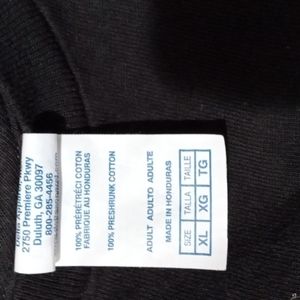 2750 Premiere Pkwy
Duluth, GA 30097
800-285-4456
100% PRÉRÉTRÉCI COTON
FABRIQUE AU HONDURAS
100% PRESHRUNK COTTON
ADULT ADULTO ADULTE
MADE IN HONDURAS
SIZE TALLA TAILLE
XL XG TG